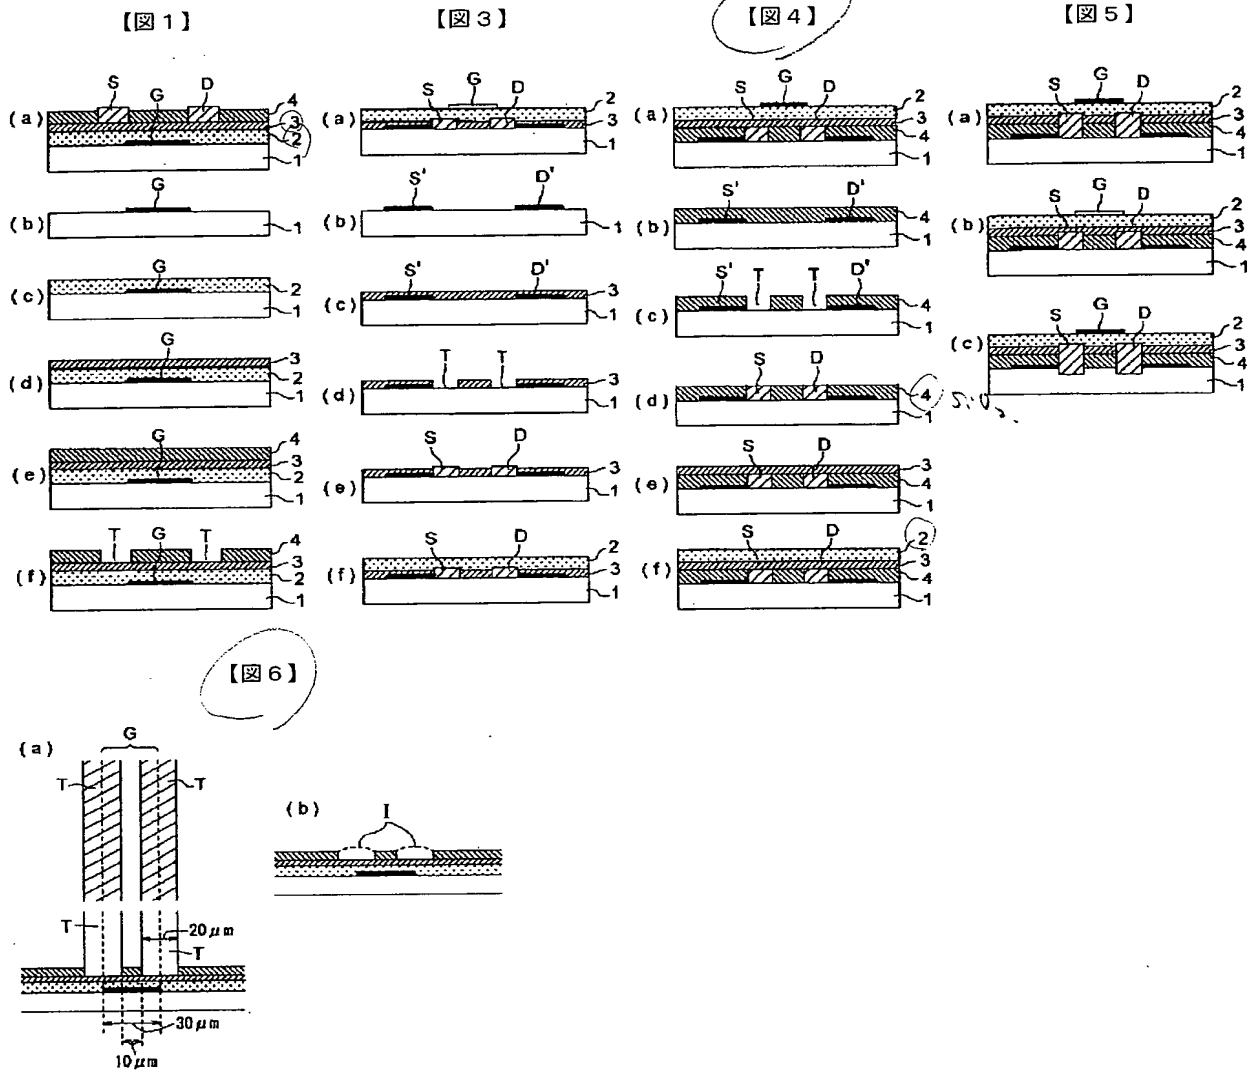 【図1】
S G D
(a) 4 3 2 1
G
(b) 1
G
(c) 2 1
G
(d) 3 2 1
G
(e) 4 3 2 1
T G T
(f) 4 3 2 1
【図3】
S G D
(a) 2 3 1
S' D'
(b) 1
S' D'
(c) 3 1
T T
(d) 3 1
S D
(e) 3 1
S D
(f) 2 3 1
【図4】
S G D
(a) 2 3 4 1
S' D'
(b) 4 1
S' T T D'
(c) 4 1
S D
(d) 4 1
S D
(e) 3 4 1
S D
(f) 2 3 4 1
【図5】
S G D
(a) 2 3 4 1
S G D
(b) 2 3 4 1
S G D
(c) 2 3 4 1
【図6】
(a) G
T T
T 20μm
T
30μm
10μm
(b) I